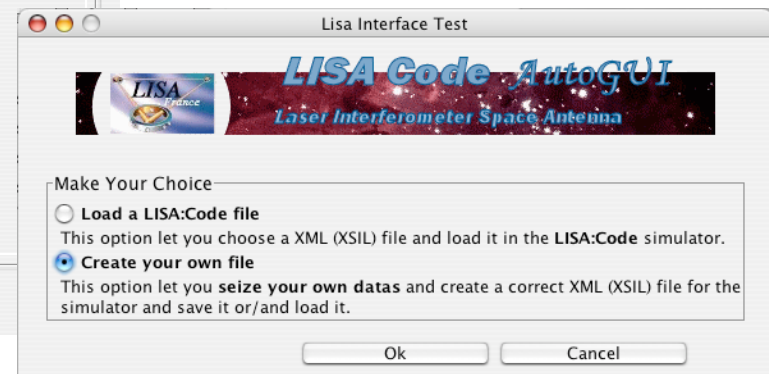 Lisa Interface Test
LISA Code AutoGUI
LISA
France
Laser Interferometer Space Antenna
Make Your Choice
Load a LISA:Code file
This option let you choose a XML (XSIL) file and load it in the LISA:Code simulator.
Create your own file
This option let you seize your own datas and create a correct XML (XSIL) file for the
simulator and save it or/and load it.
Ok Cancel